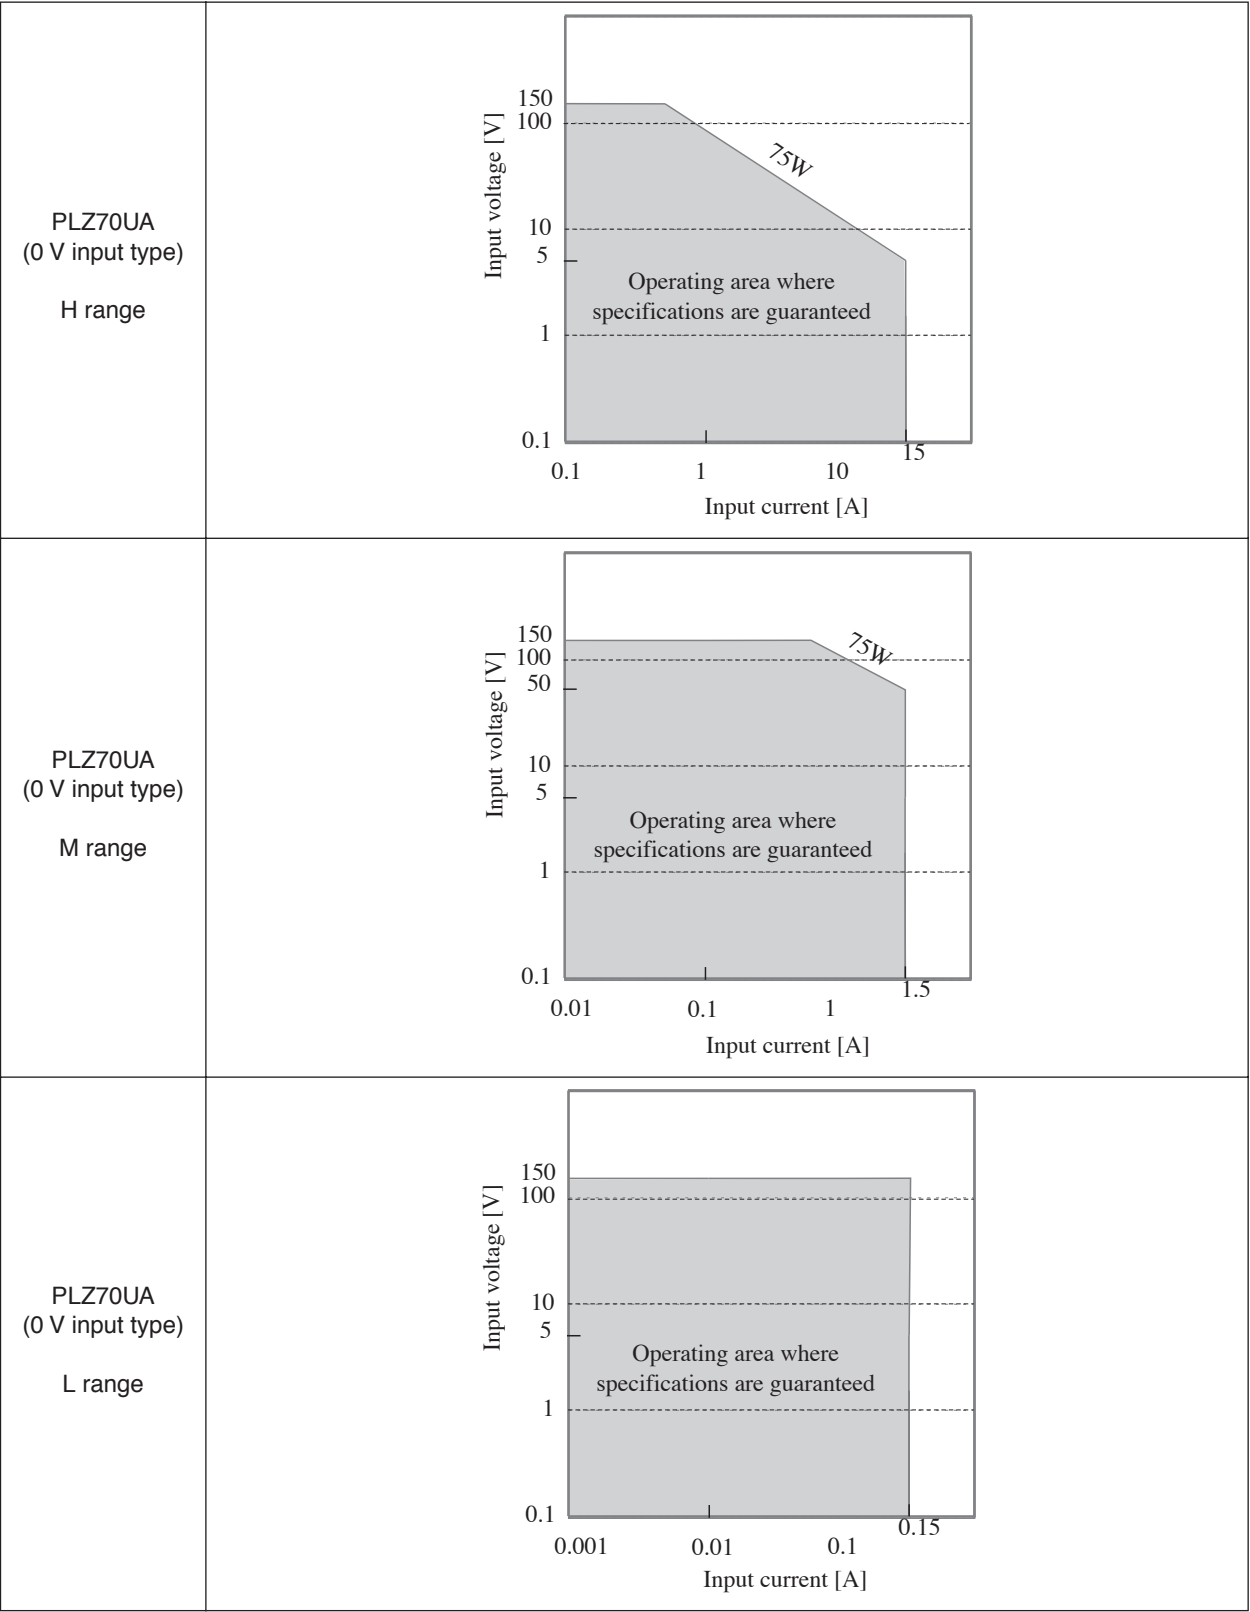 PLZ70UA
(0 V input type)
H range
Input voltage [V]
150
100
10
5
1
0.1
75W
Operating area where
specifications are guaranteed
0.1
1
10
15
Input current [A]
PLZ70UA
(0 V input type)
M range
Input voltage [V]
150
100
50
10
5
1
0.1
75W
Operating area where
specifications are guaranteed
0.01
0.1
1
1.5
Input current [A]
PLZ70UA
(0 V input type)
L range
Input voltage [V]
150
100
10
5
1
0.1
Operating area where
specifications are guaranteed
0.001
0.01
0.1
0.15
Input current [A]